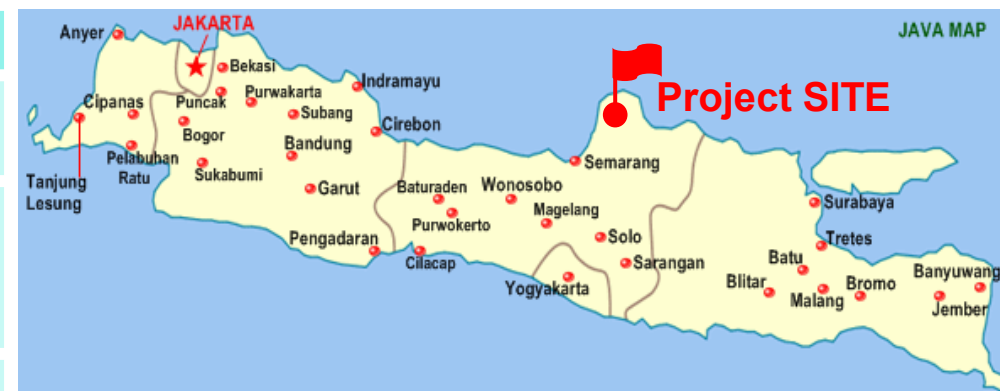 JAKARTA
JAVA MAP
Anyer
Bekasi
Indramayu
Cipanas
Puncak
Purwakarta
Subang
Project SITE
Bogor
Cirebon
Bandung
Pelabuhan
Ratu
Sukabumi
Semarang
Tanjung
Lesung
Garut
Baturaden
Wonosobo
Surabaya
Purwokerto
Magelang
Pengadaran
Cilacap
Solo
Tretes
Sarangan
Batu
Yogyakarta
Blitar
Malang
Bromo
Banyuwang
Jember